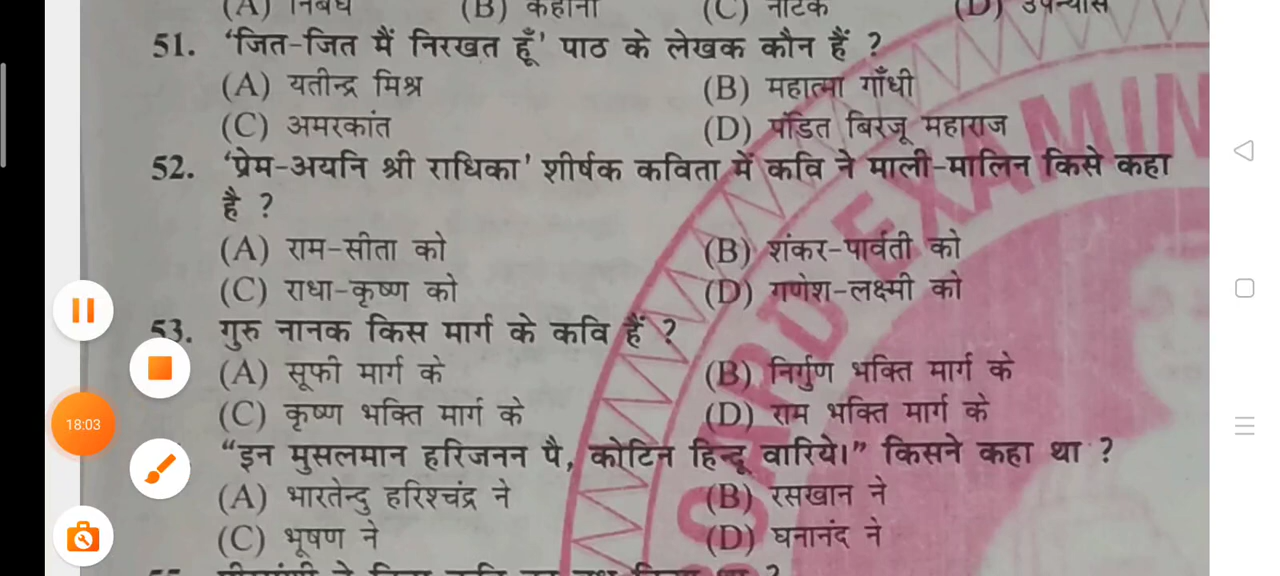 (A) निबंध (B) कहानी (C) नाटक (D) उपन्यास
51. ‘जित-जित मैं निरखत हूँ’ पाठ के लेखक कौन हैं ?
(A) यतीन्द्र मिश्र (B) महात्मा गाँधी
(C) अमरकांत (D) पंडित बिरजू महाराज
52. ‘प्रेम-अयनि श्री राधिका’ शीर्षक कविता में कवि ने माली-मालिन किसे कहा
है ?
(A) राम-सीता को (B) शंकर-पार्वती को
(C) राधा-कृष्ण को (D) गणेश-लक्ष्मी को
53. गुरु नानक किस मार्ग के कवि हैं ?
(A) सूफी मार्ग के (B) निर्गुण भक्ति मार्ग के
(C) कृष्ण भक्ति मार्ग के (D) राम भक्ति मार्ग के
18:03
“इन मुसलमान हरिजनन पै, कोटिन हिन्दू वारिये।” किसने कहा था ?
(A) भारतेन्दु हरिश्चंद्र ने (B) रसखान ने
(C) भूषण ने (D) घनानंद ने